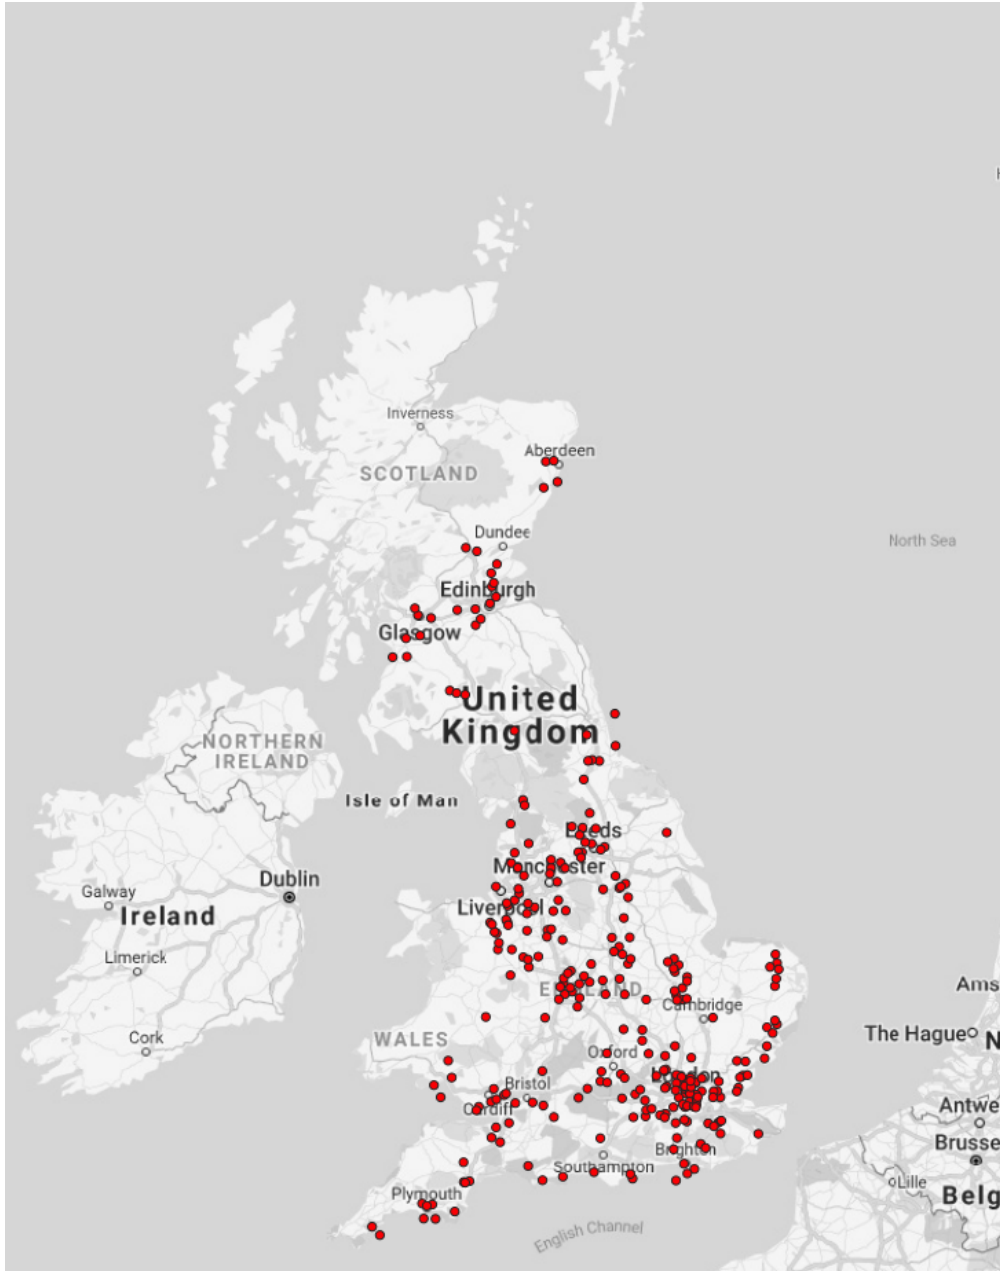 H
Inverness
Aberdeen
SCOTLAND
Dundee
North Sea
Edinburgh
Glasgow
United
Kingdom
NORTHERN
IRELAND
Isle of Man
Leeds
Manchester
Dublin
Galway
Liverpool
Ireland
Limerick
Ams
ENGLAND
Cambridge
The Hague
N
Cork
WALES
Oxford
London
Bristol
Antwe
Cardiff
Brusse
Brighton
Southampton
Lille
Plymouth
Belg
English Channel